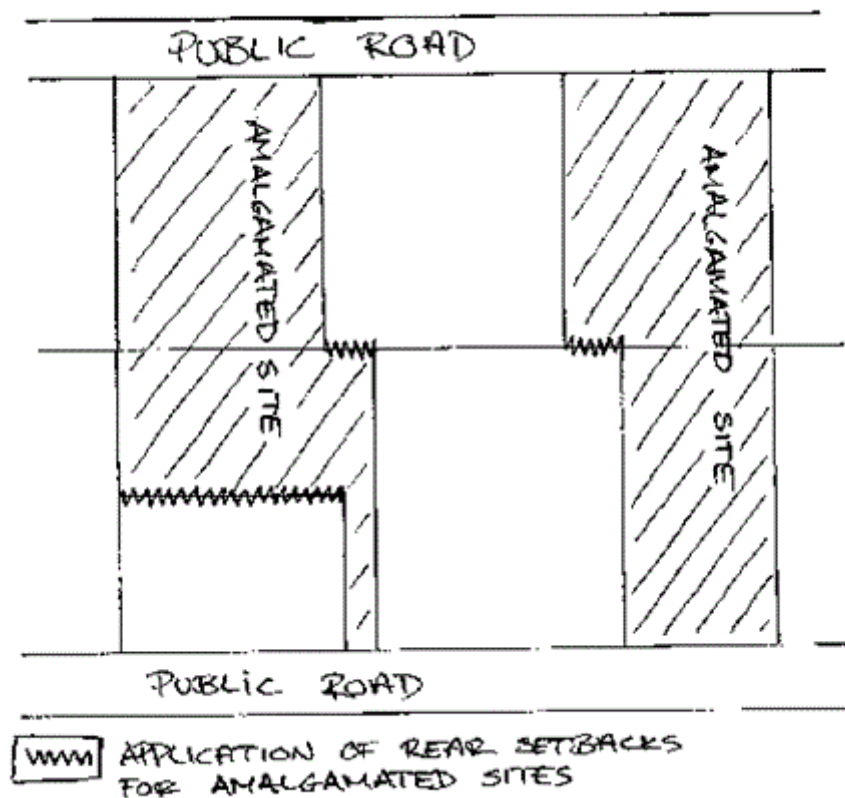 PUBLIC ROAD
AMALGAMATED SITE
AMALGAMATED SITE
PUBLIC ROAD
APPLICATION OF REAR SETBACKS
FOR AMALGAMATED SITES